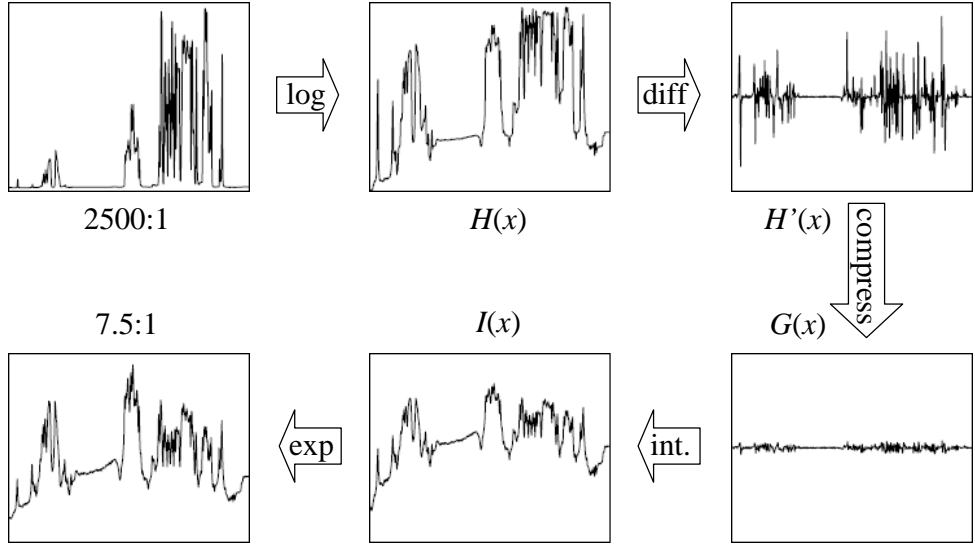 log
diff
2500:1
H(x)
H’(x)
compress
7.5:1
I(x)
G(x)
exp
int.